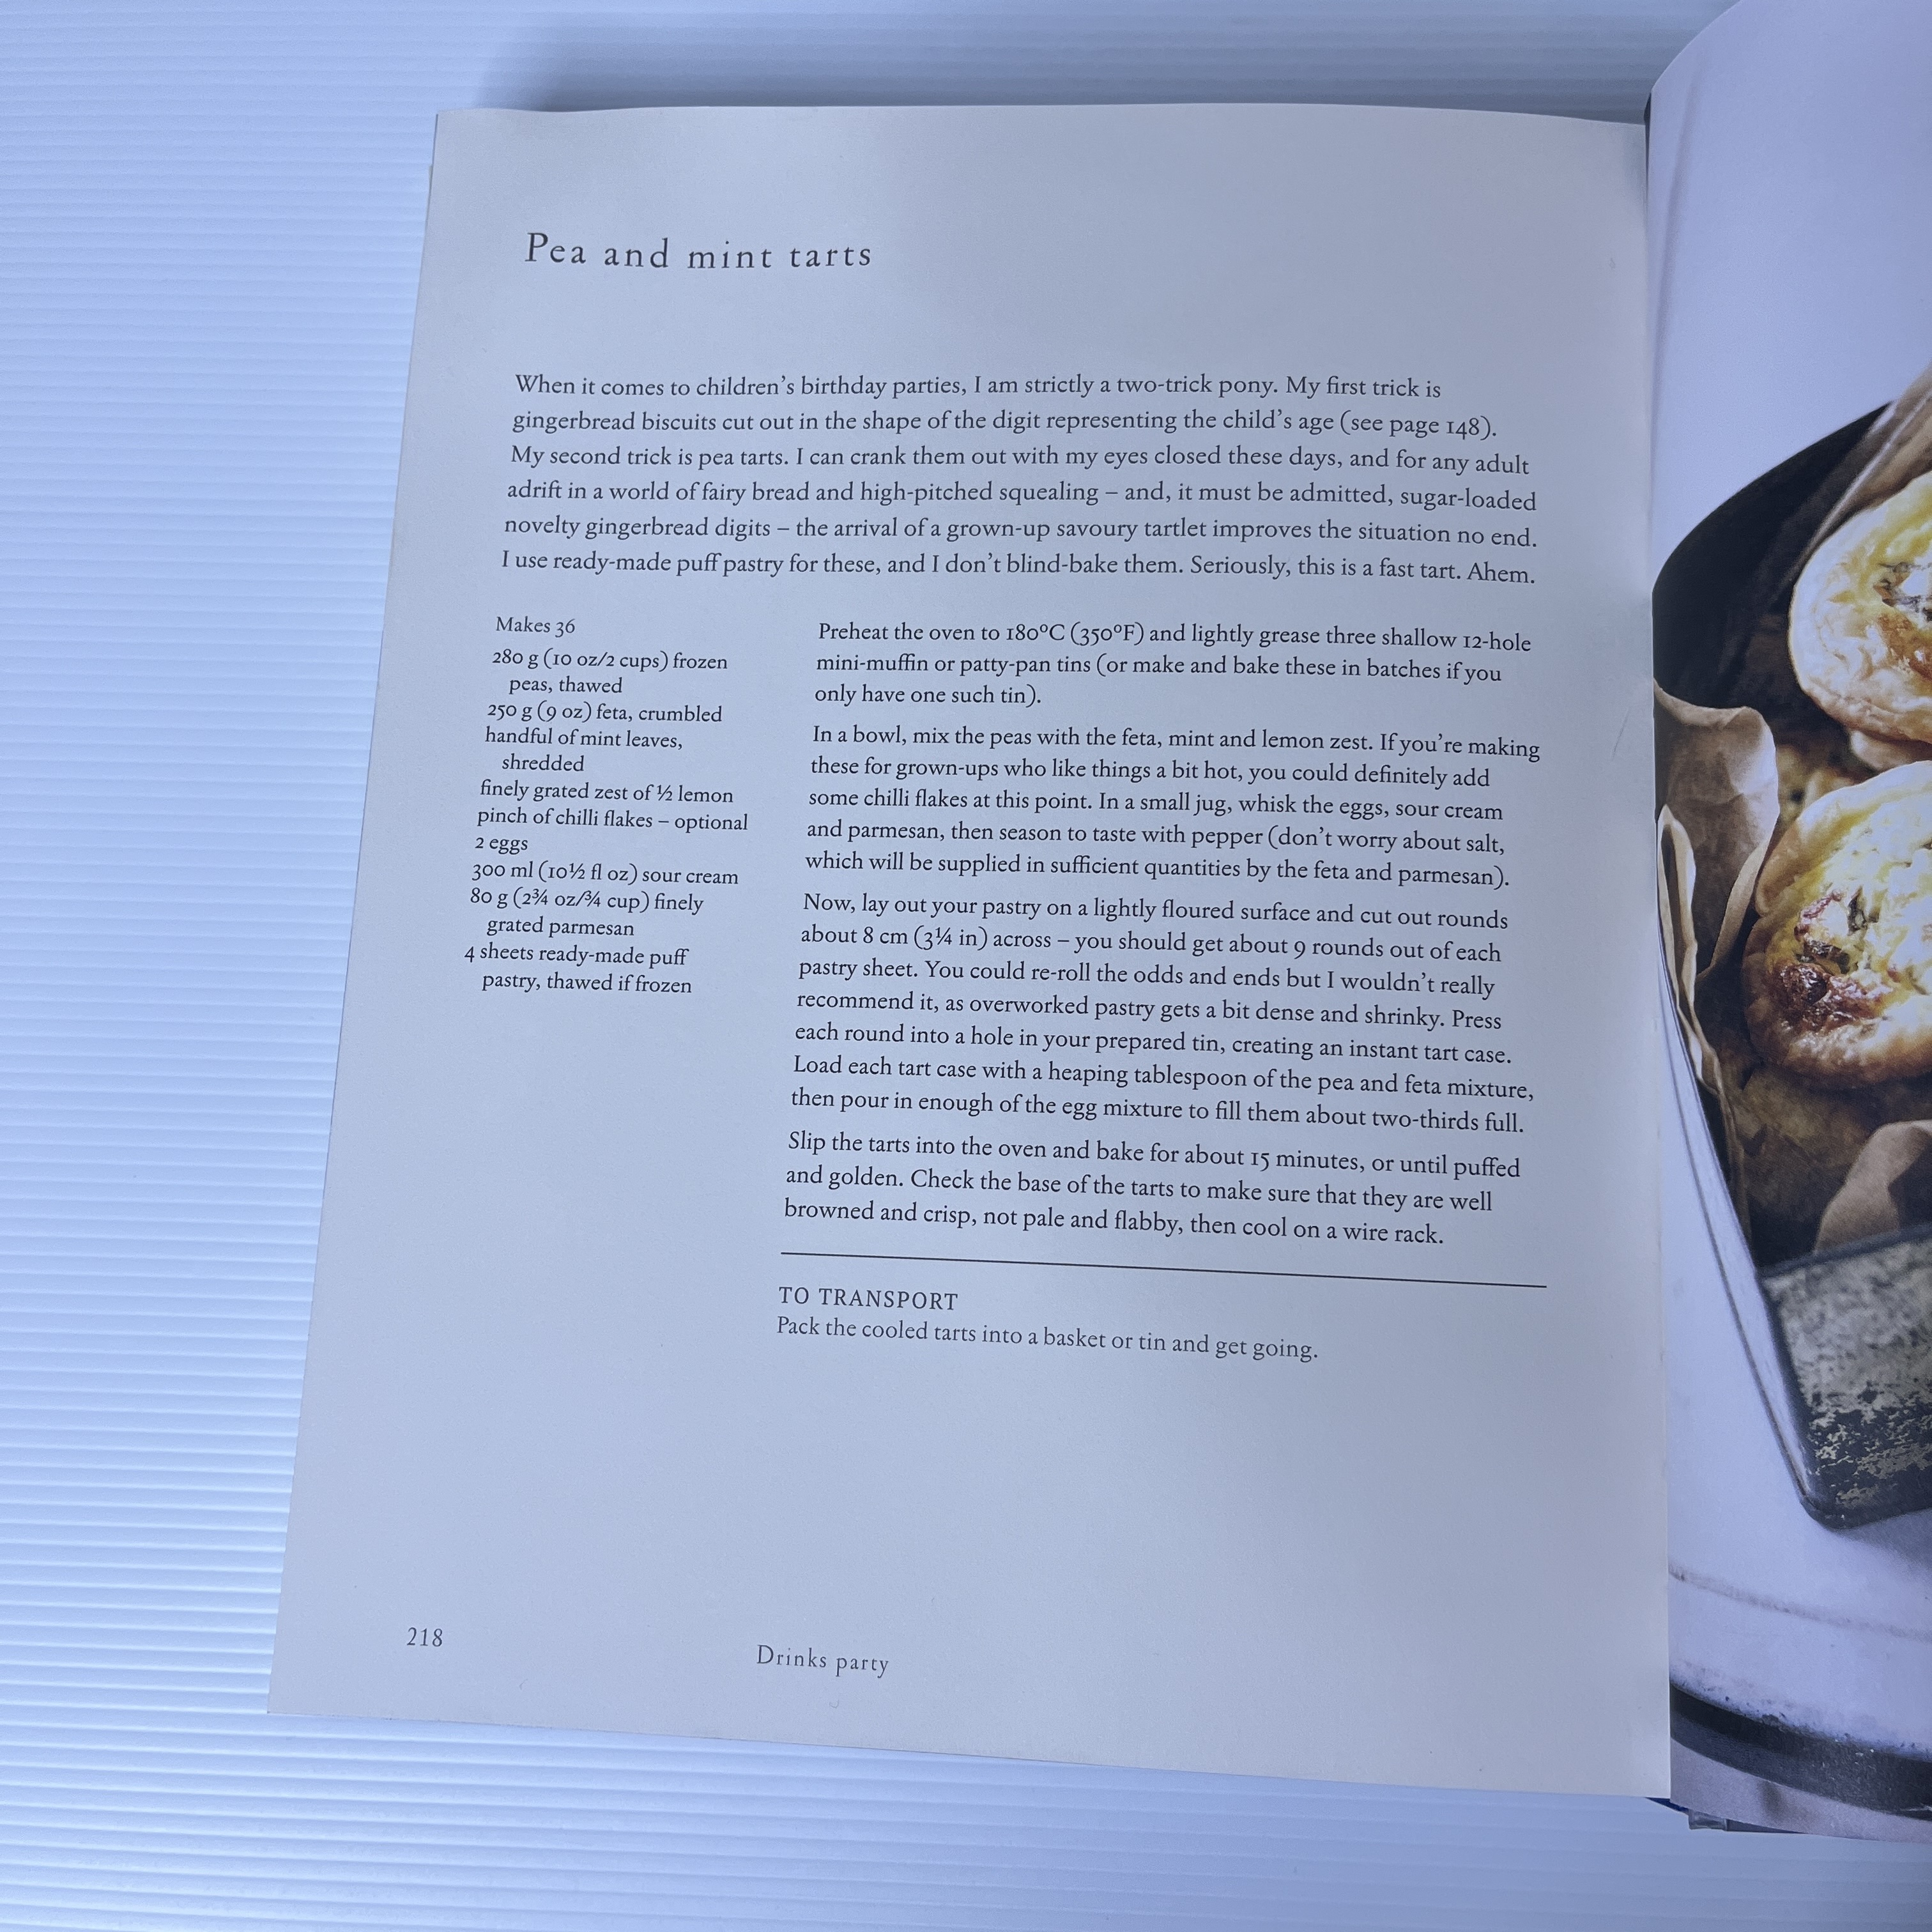 Pea and mint tarts
When it comes to children's birthday parties, I am strictly a two-trick pony. My first trick is
gingerbread biscuits cut out in the shape of the digit representing the child's age (see page 148).
My second trick is pea tarts. I can crank them out with my eyes closed these days, and for any adult
adrift in a world of fairy bread and high-pitched squealing – and, it must be admitted, sugar-loaded
novelty gingerbread digits – the arrival of a grown-up savoury tartlet improves the situation no end.
I use ready-made puff pastry for these, and I don't blind-bake them. Seriously, this is a fast tart. Ahem.
Makes 36
280 g (10 oz/2 cups) frozen
peas, thawed
250 g (9 oz) feta, crumbled
handful of mint leaves,
shredded
finely grated zest of ½ lemon
pinch of chilli flakes – optional
2 eggs
300 ml (10½ fl oz) sour cream
80 g (2¾ oz/¾ cup) finely
grated parmesan
4 sheets ready-made puff
pastry, thawed if frozen
Preheat the oven to 180°C (350°F) and lightly grease three shallow 12-hole
mini-muffin or patty-pan tins (or make and bake these in batches if you
only have one such tin).
In a bowl, mix the peas with the feta, mint and lemon zest. If you're making
these for grown-ups who like things a bit hot, you could definitely add
some chilli flakes at this point. In a small jug, whisk the eggs, sour cream
and parmesan, then season to taste with pepper (don't worry about salt,
which will be supplied in sufficient quantities by the feta and parmesan).
Now, lay out your pastry on a lightly floured surface and cut out rounds
about 8 cm (3¼ in) across – you should get about 9 rounds out of each
pastry sheet. You could re-roll the odds and ends but I wouldn't really
recommend it, as overworked pastry gets a bit dense and shrinky. Press
each round into a hole in your prepared tin, creating an instant tart case.
Load each tart case with a heaping tablespoon of the pea and feta mixture,
then pour in enough of the egg mixture to fill them about two-thirds full.
Slip the tarts into the oven and bake for about 15 minutes, or until puffed
and golden. Check the base of the tarts to make sure that they are well
browned and crisp, not pale and flabby, then cool on a wire rack.
TO TRANSPORT
Pack the cooled tarts into a basket or tin and get going.
218
Drinks party